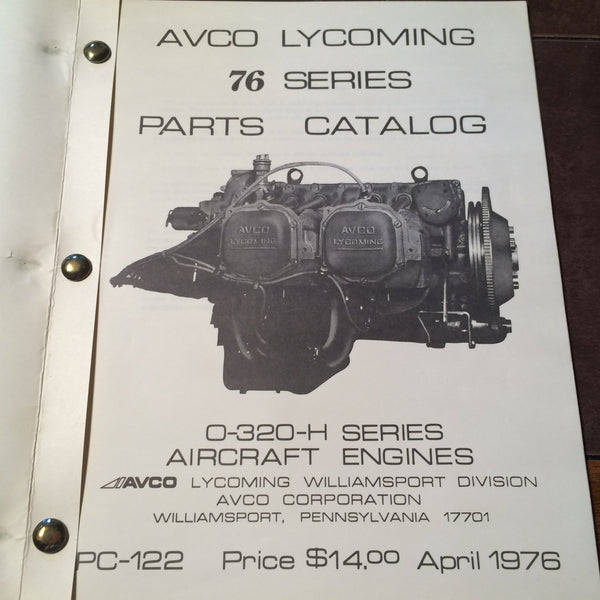 AVCO LYCOMING
76 SERIES
PARTS CATALOG
AVCO LYCOMING
AVCO LYCOMING
O-320-H SERIES
AIRCRAFT ENGINES
AVCO LYCOMING WILLIAMSPORT DIVISION
AVCO CORPORATION
WILLIAMSPORT, PENNSYLVANIA 17701
PC-122 Price $14.00 April 1976